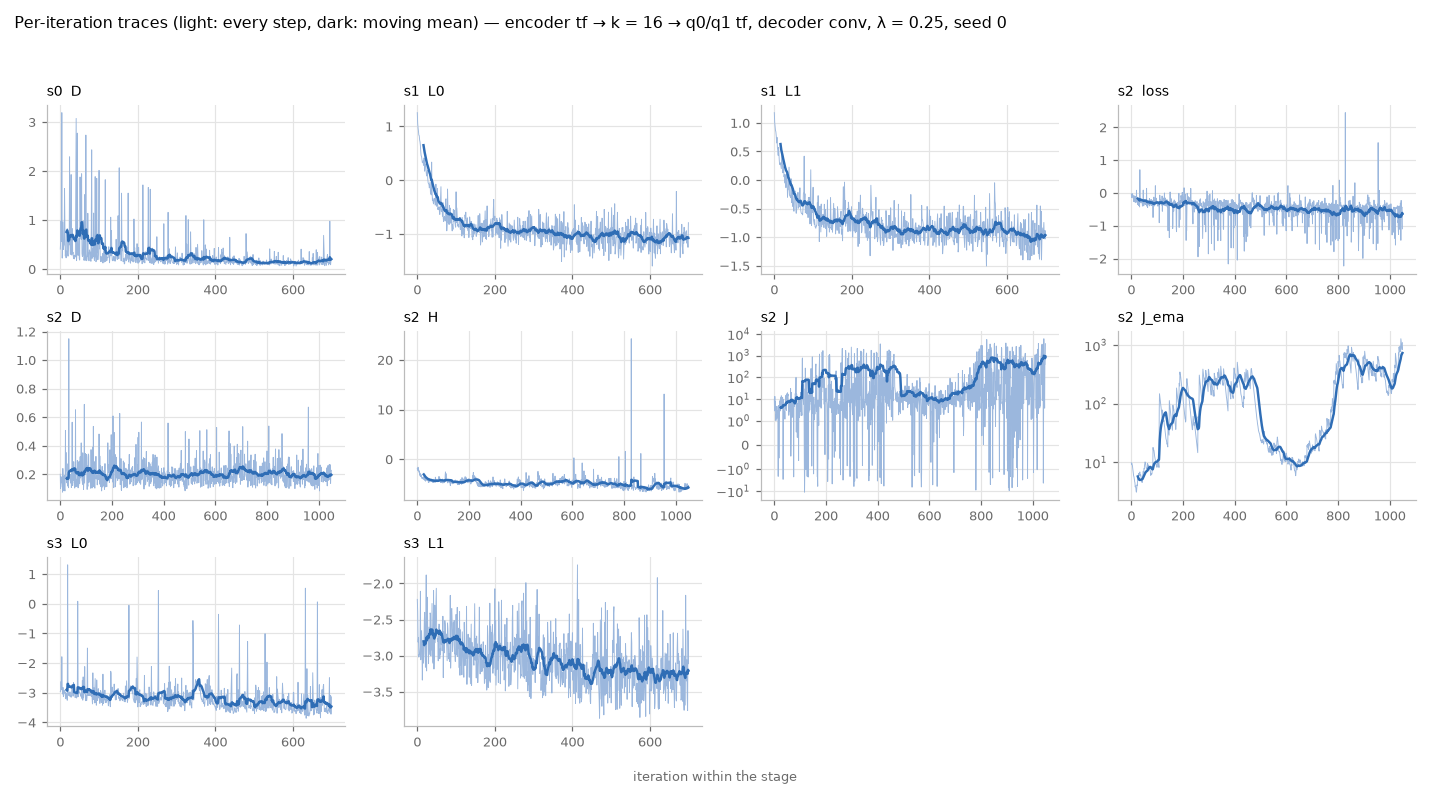 Per-iteration traces (light: every step, dark: moving mean) — encoder tf → k = 16 → q0/q1 tf, decoder conv, λ = 0.25, seed 0
s0 D
3
2
1
0
0 200 400 600
s1 L0
1
0
−1
0 200 400 600
s1 L1
1.0
0.5
0.0
−0.5
−1.0
−1.5
0 200 400 600
s2 loss
2
1
0
−1
−2
0 200 400 600 800 1000
s2 D
1.2
1.0
0.8
0.6
0.4
0.2
0 200 400 600 800 1000
s2 H
20
10
0
0 200 400 600 800 1000
s2 J
10⁴
10³
10²
10¹
10⁰
0
−10⁰
−10¹
0 200 400 600 800 1000
s2 J_ema
10³
10²
10¹
0 200 400 600 800 1000
s3 L0
1
0
−1
−2
−3
−4
0 200 400 600
s3 L1
−2.0
−2.5
−3.0
−3.5
0 200 400 600
iteration within the stage